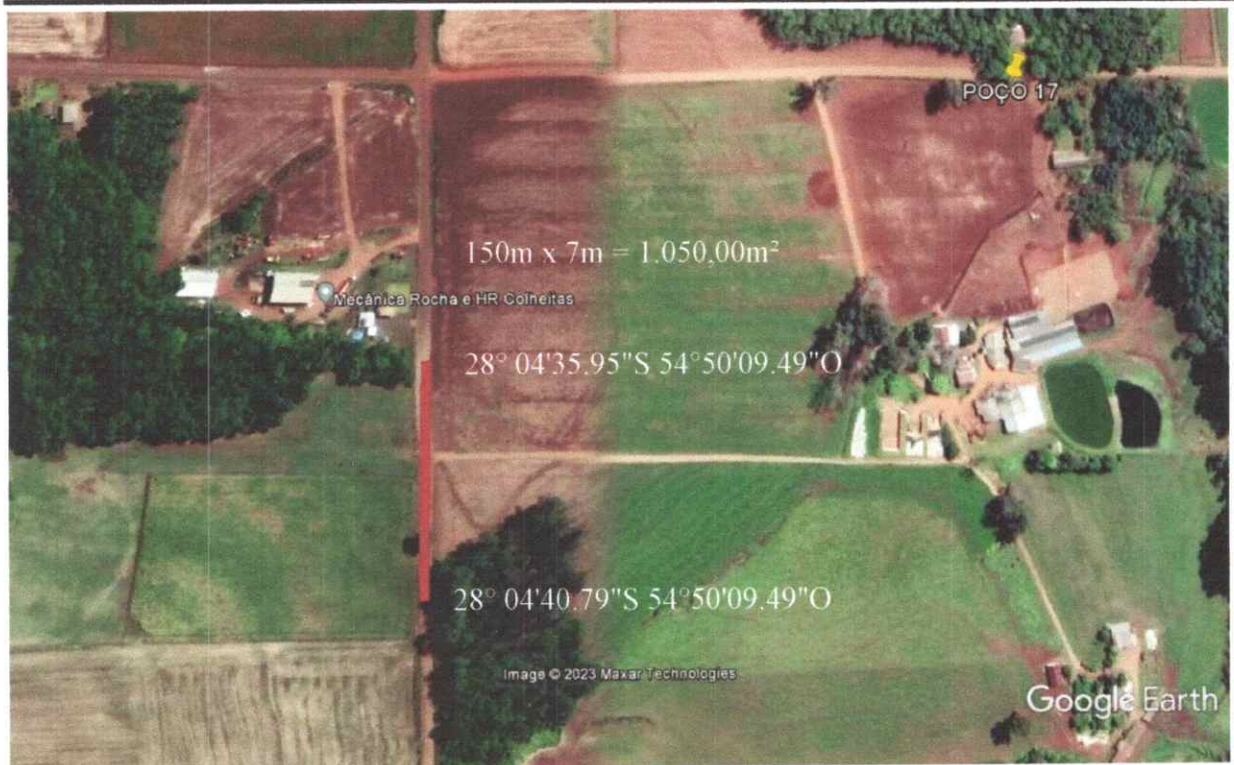 POÇO 17
150m x 7m = 1.050,00m²
Mecânica Rocha e HR Colheitas
28° 04'35.95"S 54°50'09.49"O
28° 04'40.79"S 54°50'09.49"O
Image © 2023 Maxar Technologies
Google Earth